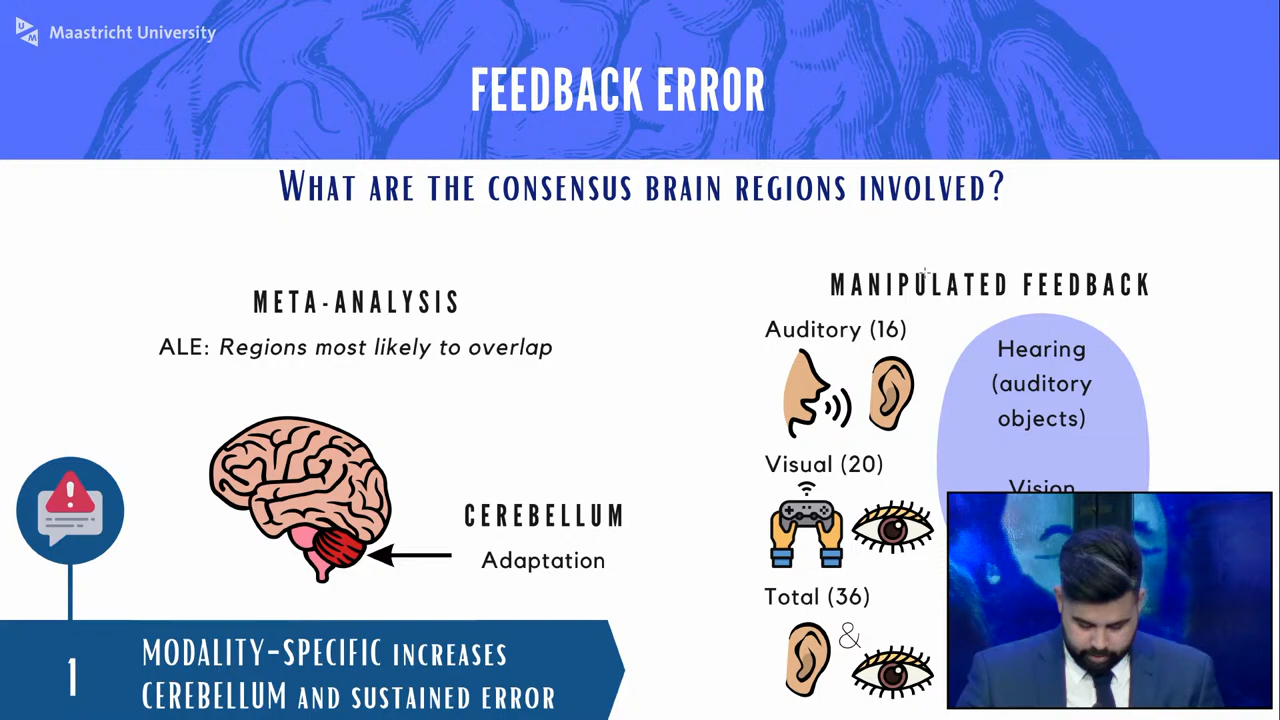 Maastricht University
FEEDBACK ERROR
WHAT ARE THE CONSENSUS BRAIN REGIONS INVOLVED?
META-ANALYSIS
ALE: Regions most likely to overlap
CEREBELLUM
Adaptation
MANIPULATED FEEDBACK
Auditory (16)
Hearing
(auditory
objects)
Visual (20)
Vision
Total (36)
&
1
MODALITY-SPECIFIC INCREASES
CEREBELLUM AND SUSTAINED ERROR